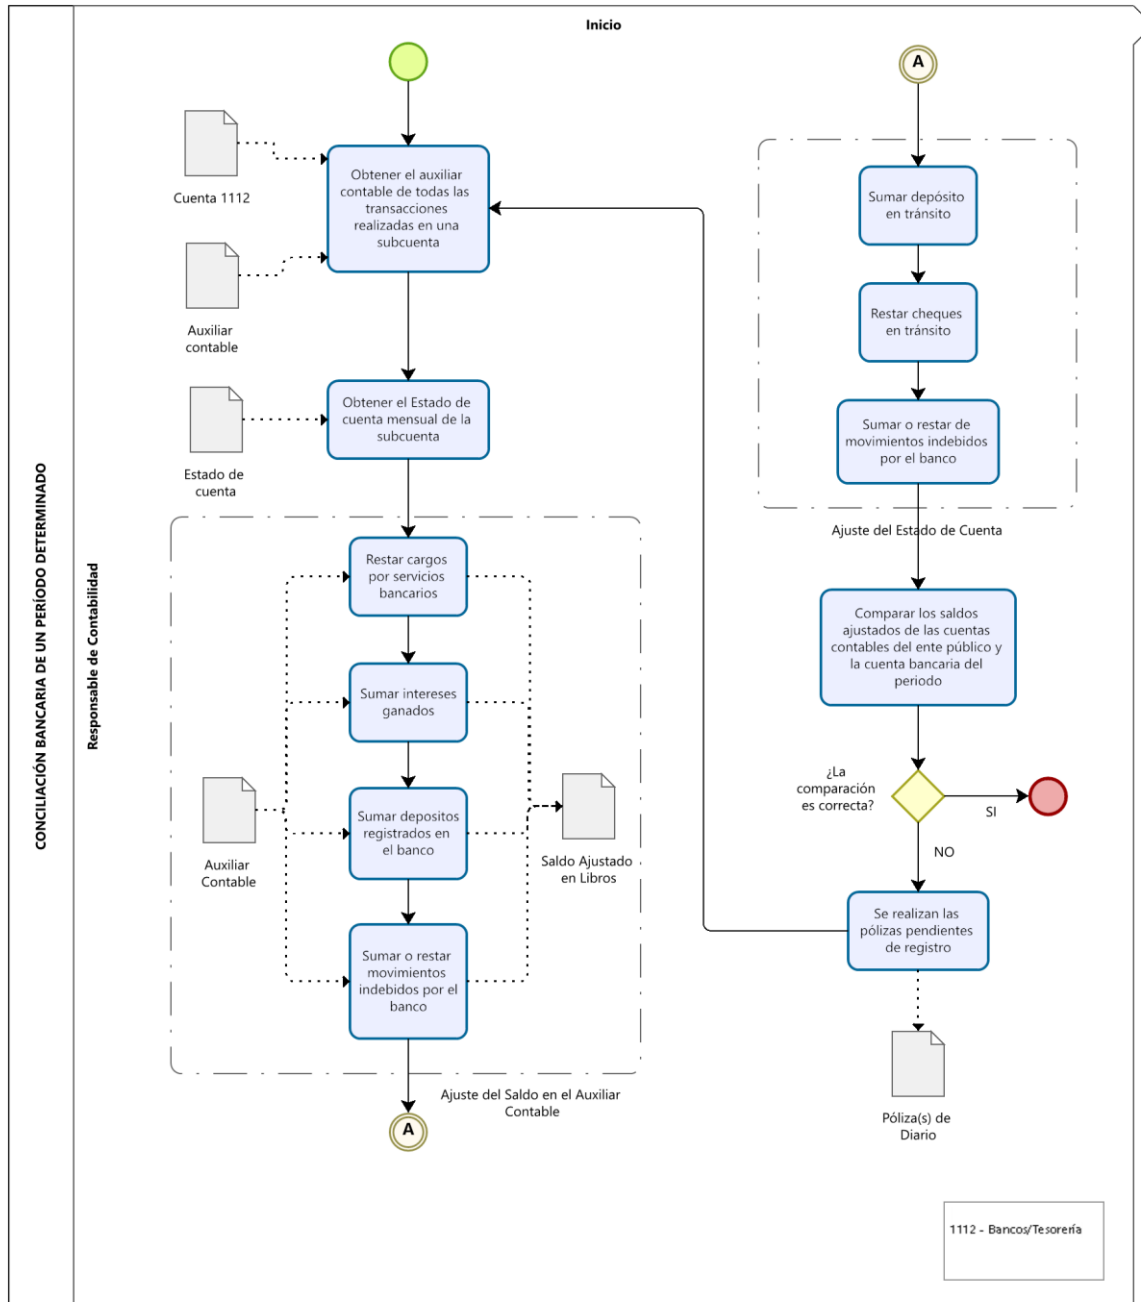 CONCILIACIÓN BANCARIA DE UN PERÍODO DETERMINADO
Responsable de Contabilidad
Inicio
Cuenta 1112
Auxiliar
contable
Obtener el auxiliar
contable de todas las
transacciones
realizadas en una
subcuenta
Estado de
cuenta
Obtener el Estado de
cuenta mensual de la
subcuenta
Restar cargos
por servicios
bancarios
Sumar intereses
ganados
Sumar depositos
registrados en
el banco
Sumar o restar
movimientos
indebidos por el
banco
Auxiliar
Contable
Saldo Ajustado
en Libros
Ajuste del Saldo en el Auxiliar
Contable
A
A
Sumar depósito
en tránsito
Restar cheques
en tránsito
Sumar o restar de
movimientos indebidos
por el banco
Ajuste del Estado de Cuenta
Comparar los saldos
ajustados de las cuentas
contables del ente público y
la cuenta bancaria del
periodo
¿La
comparación
es correcta?
SI
NO
Se realizan las
pólizas pendientes
de registro
Póliza(s) de
Diario
1112 - Bancos/Tesorería